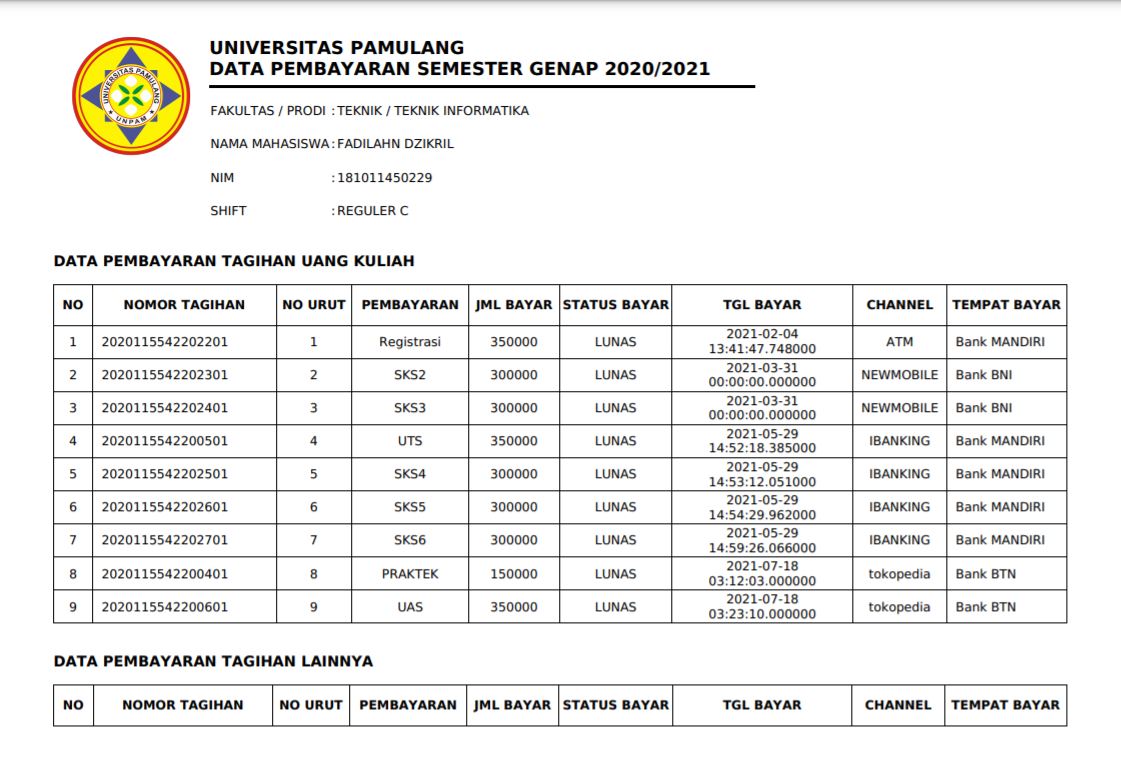 UNIVERSITAS PAMULANG
UNPAM
UNIVERSITAS PAMULANG
DATA PEMBAYARAN SEMESTER GENAP 2020/2021
FAKULTAS / PRODI : TEKNIK / TEKNIK INFORMATIKA
NAMA MAHASISWA : FADILAHN DZIKRIL
NIM : 181011450229
SHIFT : REGULER C
DATA PEMBAYARAN TAGIHAN UANG KULIAH
NO NOMOR TAGIHAN NO URUT PEMBAYARAN JML BAYAR STATUS BAYAR TGL BAYAR CHANNEL TEMPAT BAYAR
1 2020115542202201 1 Registrasi 350000 LUNAS 2021-02-04 13:41:47.748000 ATM Bank MANDIRI
2 2020115542202301 2 SKS2 300000 LUNAS 2021-03-31 00:00:00.000000 NEWMOBILE Bank BNI
3 2020115542202401 3 SKS3 300000 LUNAS 2021-03-31 00:00:00.000000 NEWMOBILE Bank BNI
4 2020115542200501 4 UTS 350000 LUNAS 2021-05-29 14:52:18.385000 IBANKING Bank MANDIRI
5 2020115542202501 5 SKS4 300000 LUNAS 2021-05-29 14:53:12.051000 IBANKING Bank MANDIRI
6 2020115542202601 6 SKS5 300000 LUNAS 2021-05-29 14:54:29.962000 IBANKING Bank MANDIRI
7 2020115542202701 7 SKS6 300000 LUNAS 2021-05-29 14:59:26.066000 IBANKING Bank MANDIRI
8 2020115542200401 8 PRAKTEK 150000 LUNAS 2021-07-18 03:12:03.000000 tokopedia Bank BTN
9 2020115542200601 9 UAS 350000 LUNAS 2021-07-18 03:23:10.000000 tokopedia Bank BTN
DATA PEMBAYARAN TAGIHAN LAINNYA
NO NOMOR TAGIHAN NO URUT PEMBAYARAN JML BAYAR STATUS BAYAR TGL BAYAR CHANNEL TEMPAT BAYAR